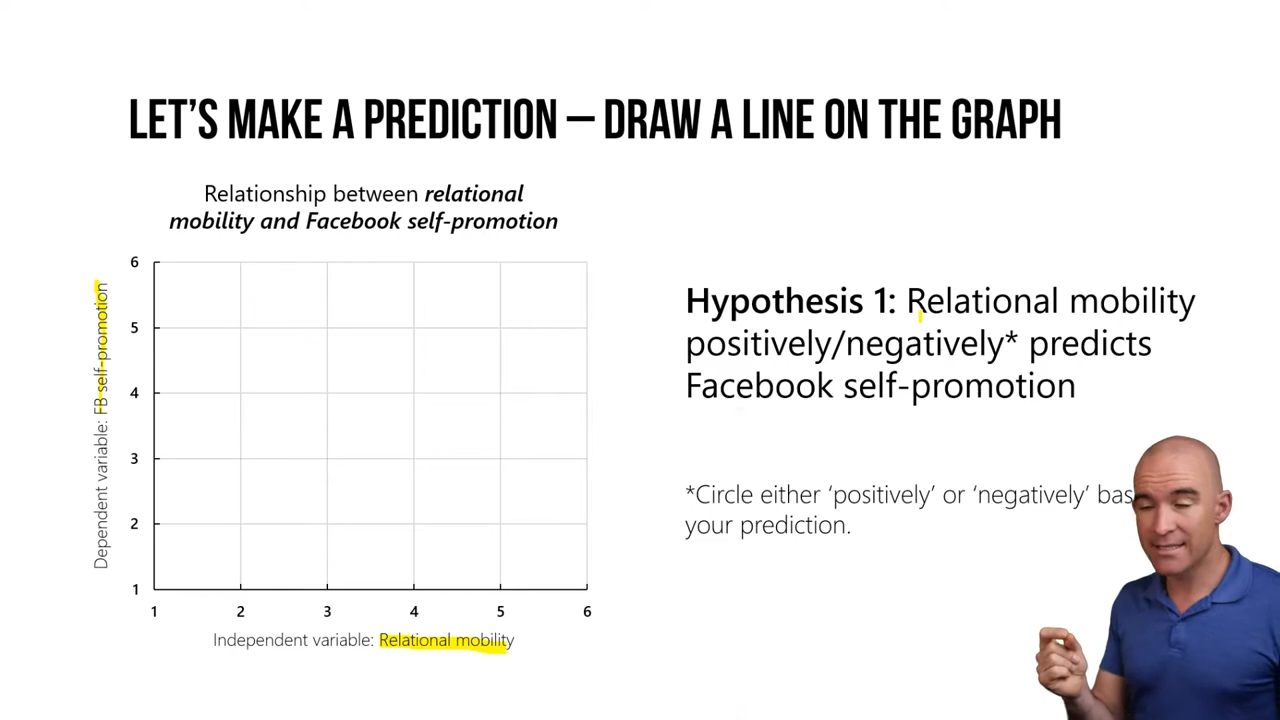 LET'S MAKE A PREDICTION – DRAW A LINE ON THE GRAPH
Relationship between relational
mobility and Facebook self-promotion
6
5
4
3
2
1
Dependent variable: FB self-promotion
1 2 3 4 5 6
Independent variable: Relational mobility
Hypothesis 1: Relational mobility
positively/negatively* predicts
Facebook self-promotion
*Circle either ‘positively’ or ‘negatively’ bas
your prediction.